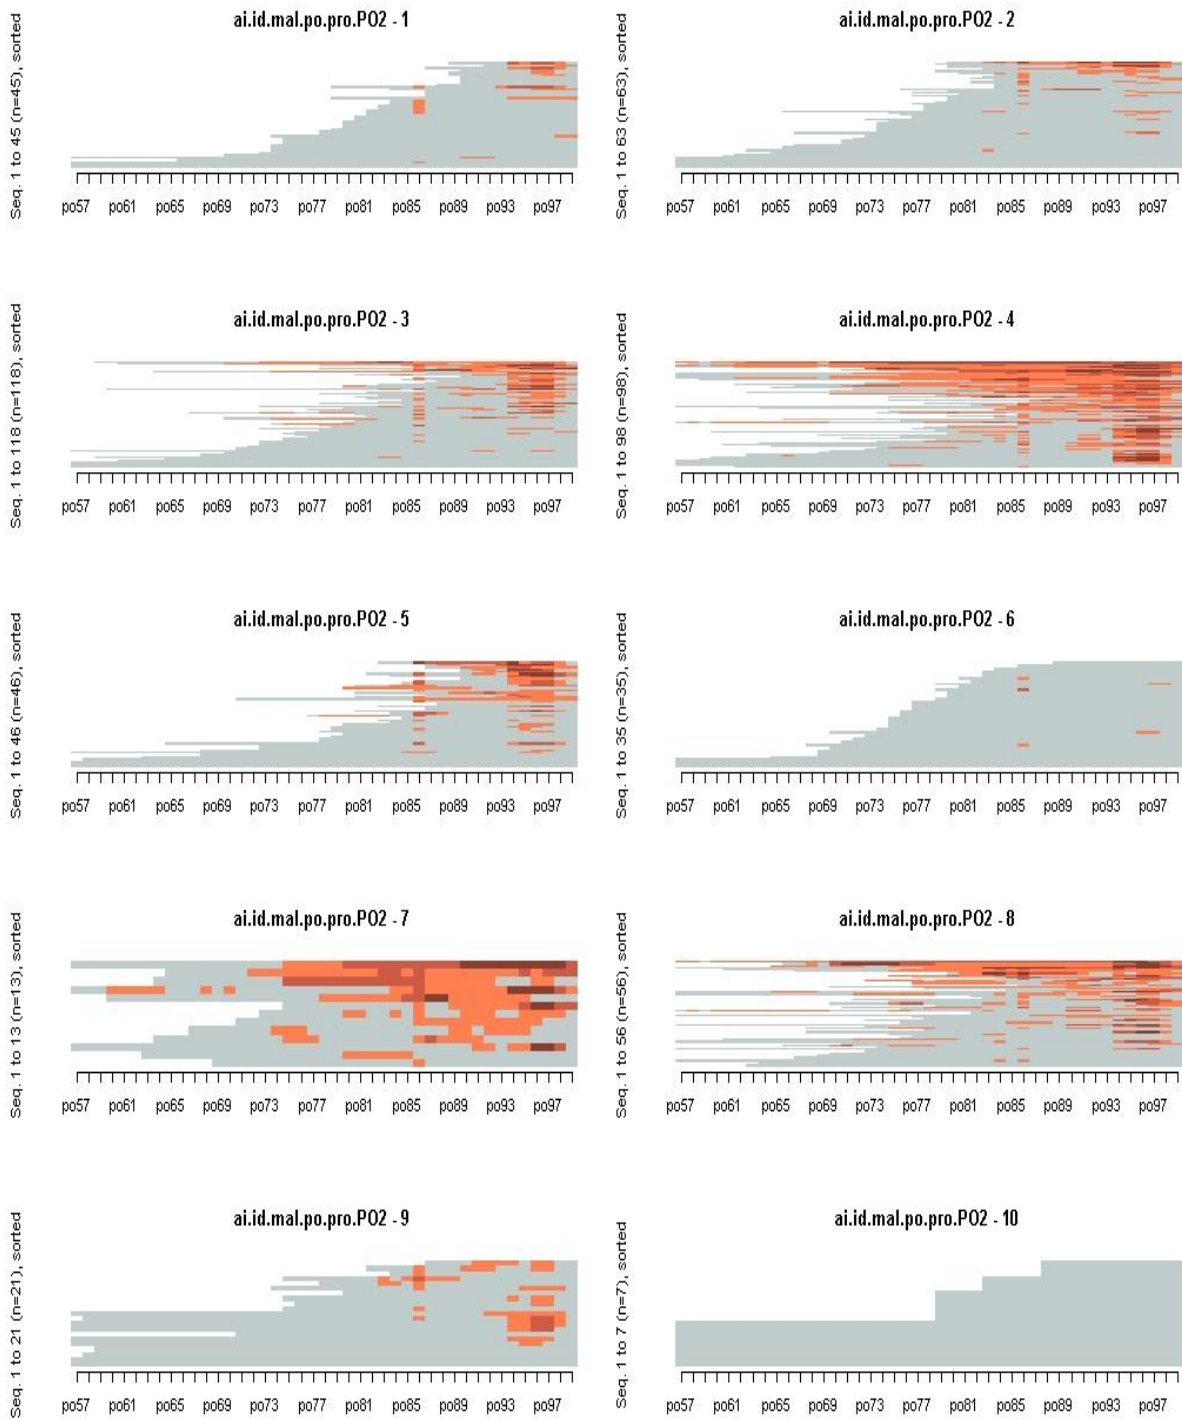 ai.id.mal.po.pro.PO2 - 1
Seq. 1 to 45 (n=45), sorted
po57 po61 po65 po69 po73 po77 po81 po85 po89 po93 po97
ai.id.mal.po.pro.PO2 - 2
Seq. 1 to 63 (n=63), sorted
po57 po61 po65 po69 po73 po77 po81 po85 po89 po93 po97
ai.id.mal.po.pro.PO2 - 3
Seq. 1 to 118 (n=118), sorted
po57 po61 po65 po69 po73 po77 po81 po85 po89 po93 po97
ai.id.mal.po.pro.PO2 - 4
Seq. 1 to 98 (n=98), sorted
po57 po61 po65 po69 po73 po77 po81 po85 po89 po93 po97
ai.id.mal.po.pro.PO2 - 5
Seq. 1 to 46 (n=46), sorted
po57 po61 po65 po69 po73 po77 po81 po85 po89 po93 po97
ai.id.mal.po.pro.PO2 - 6
Seq. 1 to 35 (n=35), sorted
po57 po61 po65 po69 po73 po77 po81 po85 po89 po93 po97
ai.id.mal.po.pro.PO2 - 7
Seq. 1 to 13 (n=13), sorted
po57 po61 po65 po69 po73 po77 po81 po85 po89 po93 po97
ai.id.mal.po.pro.PO2 - 8
Seq. 1 to 56 (n=56), sorted
po57 po61 po65 po69 po73 po77 po81 po85 po89 po93 po97
ai.id.mal.po.pro.PO2 - 9
Seq. 1 to 21 (n=21), sorted
po57 po61 po65 po69 po73 po77 po81 po85 po89 po93 po97
ai.id.mal.po.pro.PO2 - 10
Seq. 1 to 7 (n=7), sorted
po57 po61 po65 po69 po73 po77 po81 po85 po89 po93 po97